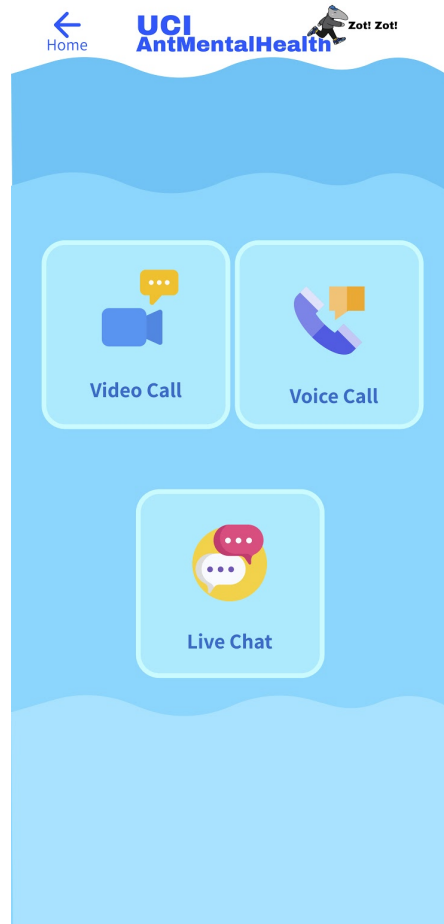 UCI
AntMentalHealth
Zot! Zot!
Home
Video Call
Voice Call
Live Chat